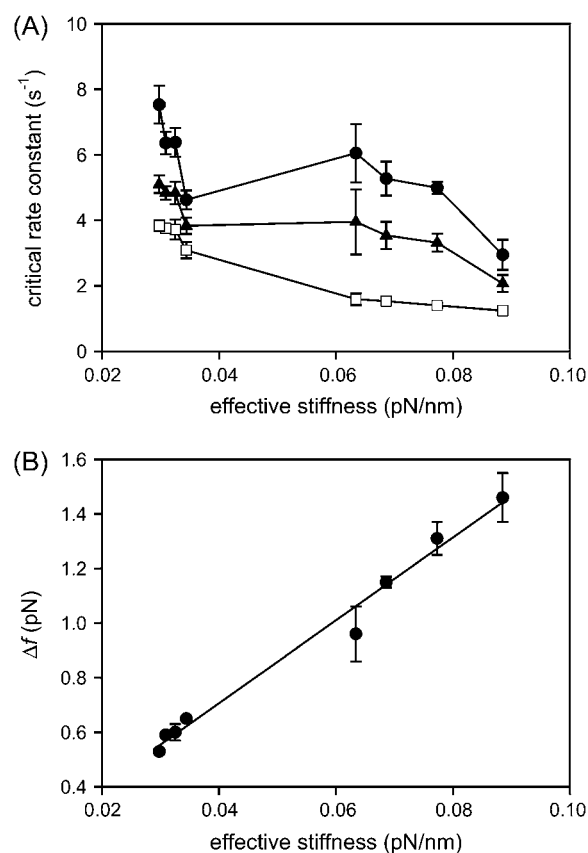 (A)
10
8
6
4
2
0
critical rate constant (s⁻¹)
0.02 0.04 0.06 0.08 0.10
effective stiffness (pN/nm)
(B)
1.6
1.4
1.2
1.0
0.8
0.6
0.4
Δf (pN)
0.02 0.04 0.06 0.08 0.10
effective stiffness (pN/nm)